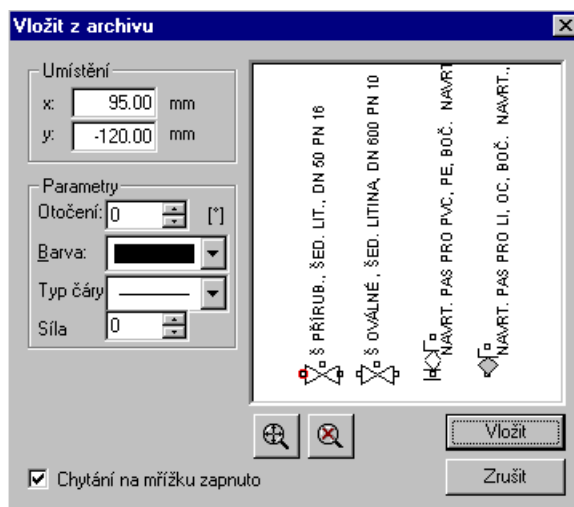 Vložit z archivu
Umístění
x: 95.00 mm
y: -120.00 mm
Parametry
Otočení: 0 [°]
Barva:
Typ čáry
Síla 0
Š PŘÍRUB., ŠED. LIT., DN 50 PN 16
Š OVÁLNÉ , ŠED. LITINA, DN 600 PN 10
NAVRT. PAS PRO PVC, PE, BOČ. NAVRT
NAVRT. PAS PRO LI, OC, BOČ. NAVRT.,
Vložit
Chytání na mřížku zapnuto
Zrušit